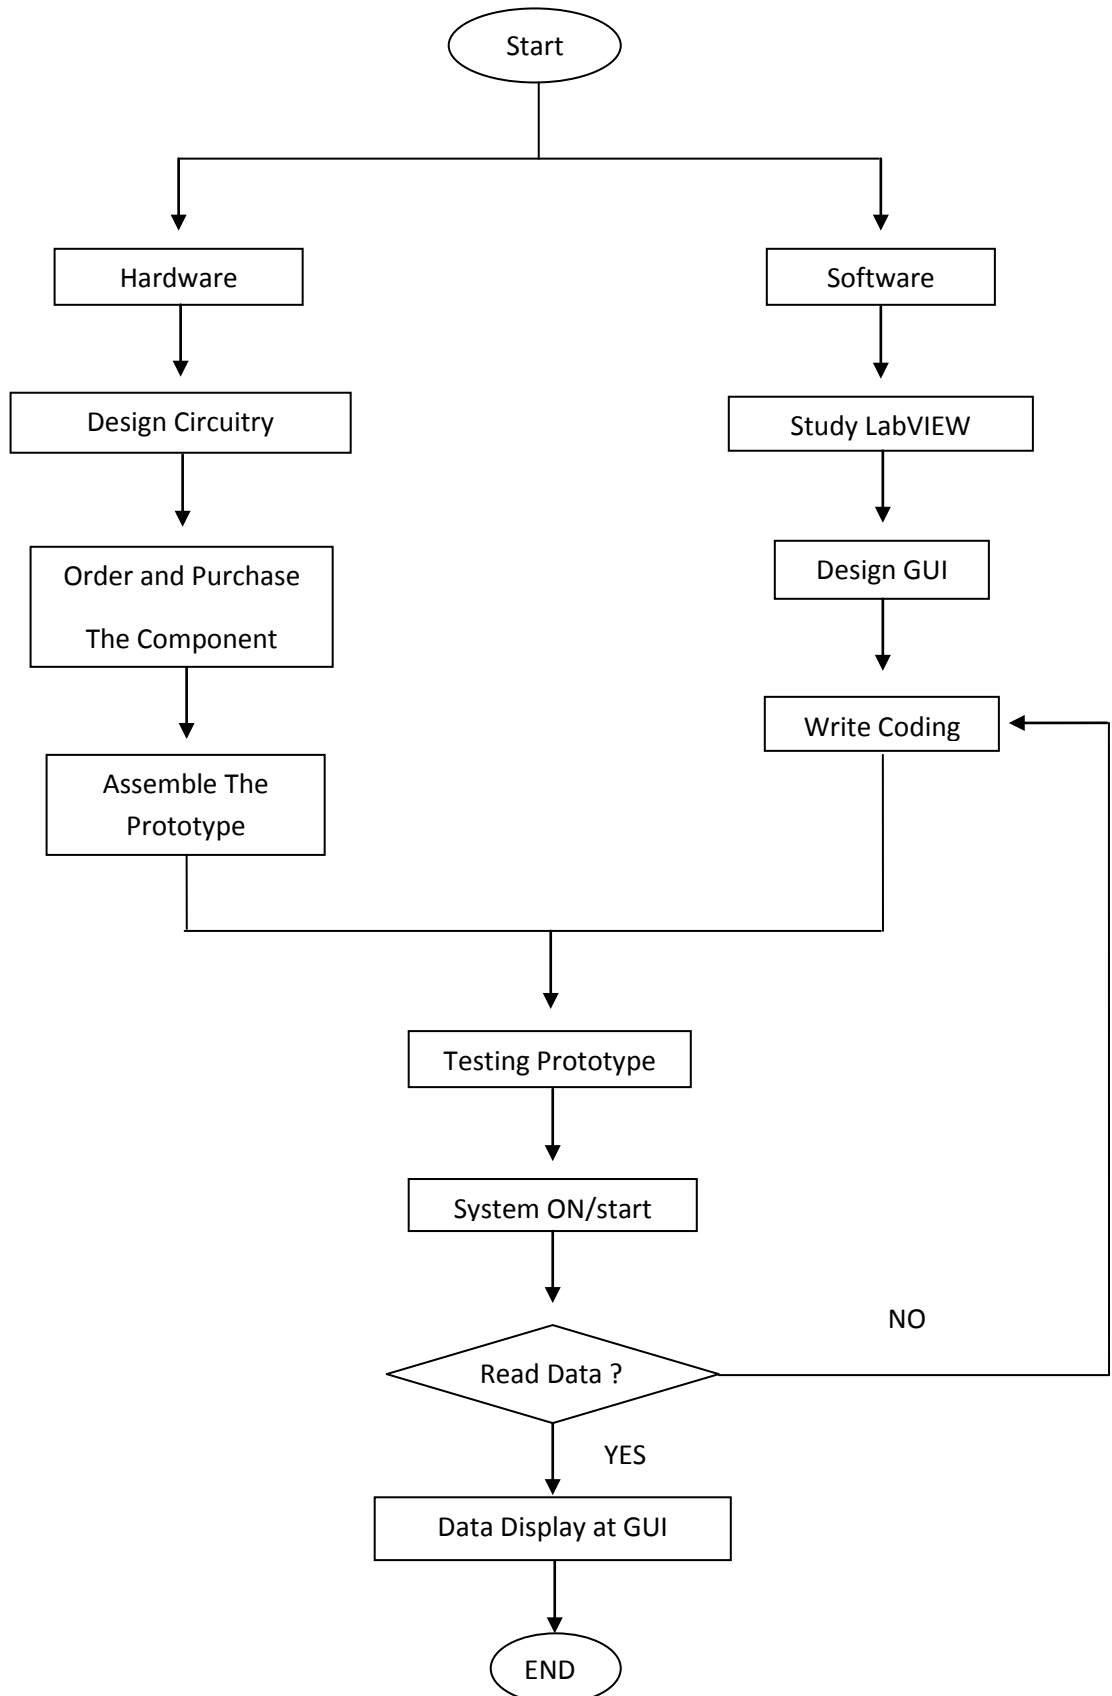 Start
Hardware
Software
Design Circuitry
Study LabVIEW
Order and Purchase
The Component
Design GUI
Write Coding
Assemble The
Prototype
Testing Prototype
System ON/start
NO
Read Data ?
YES
Data Display at GUI
END